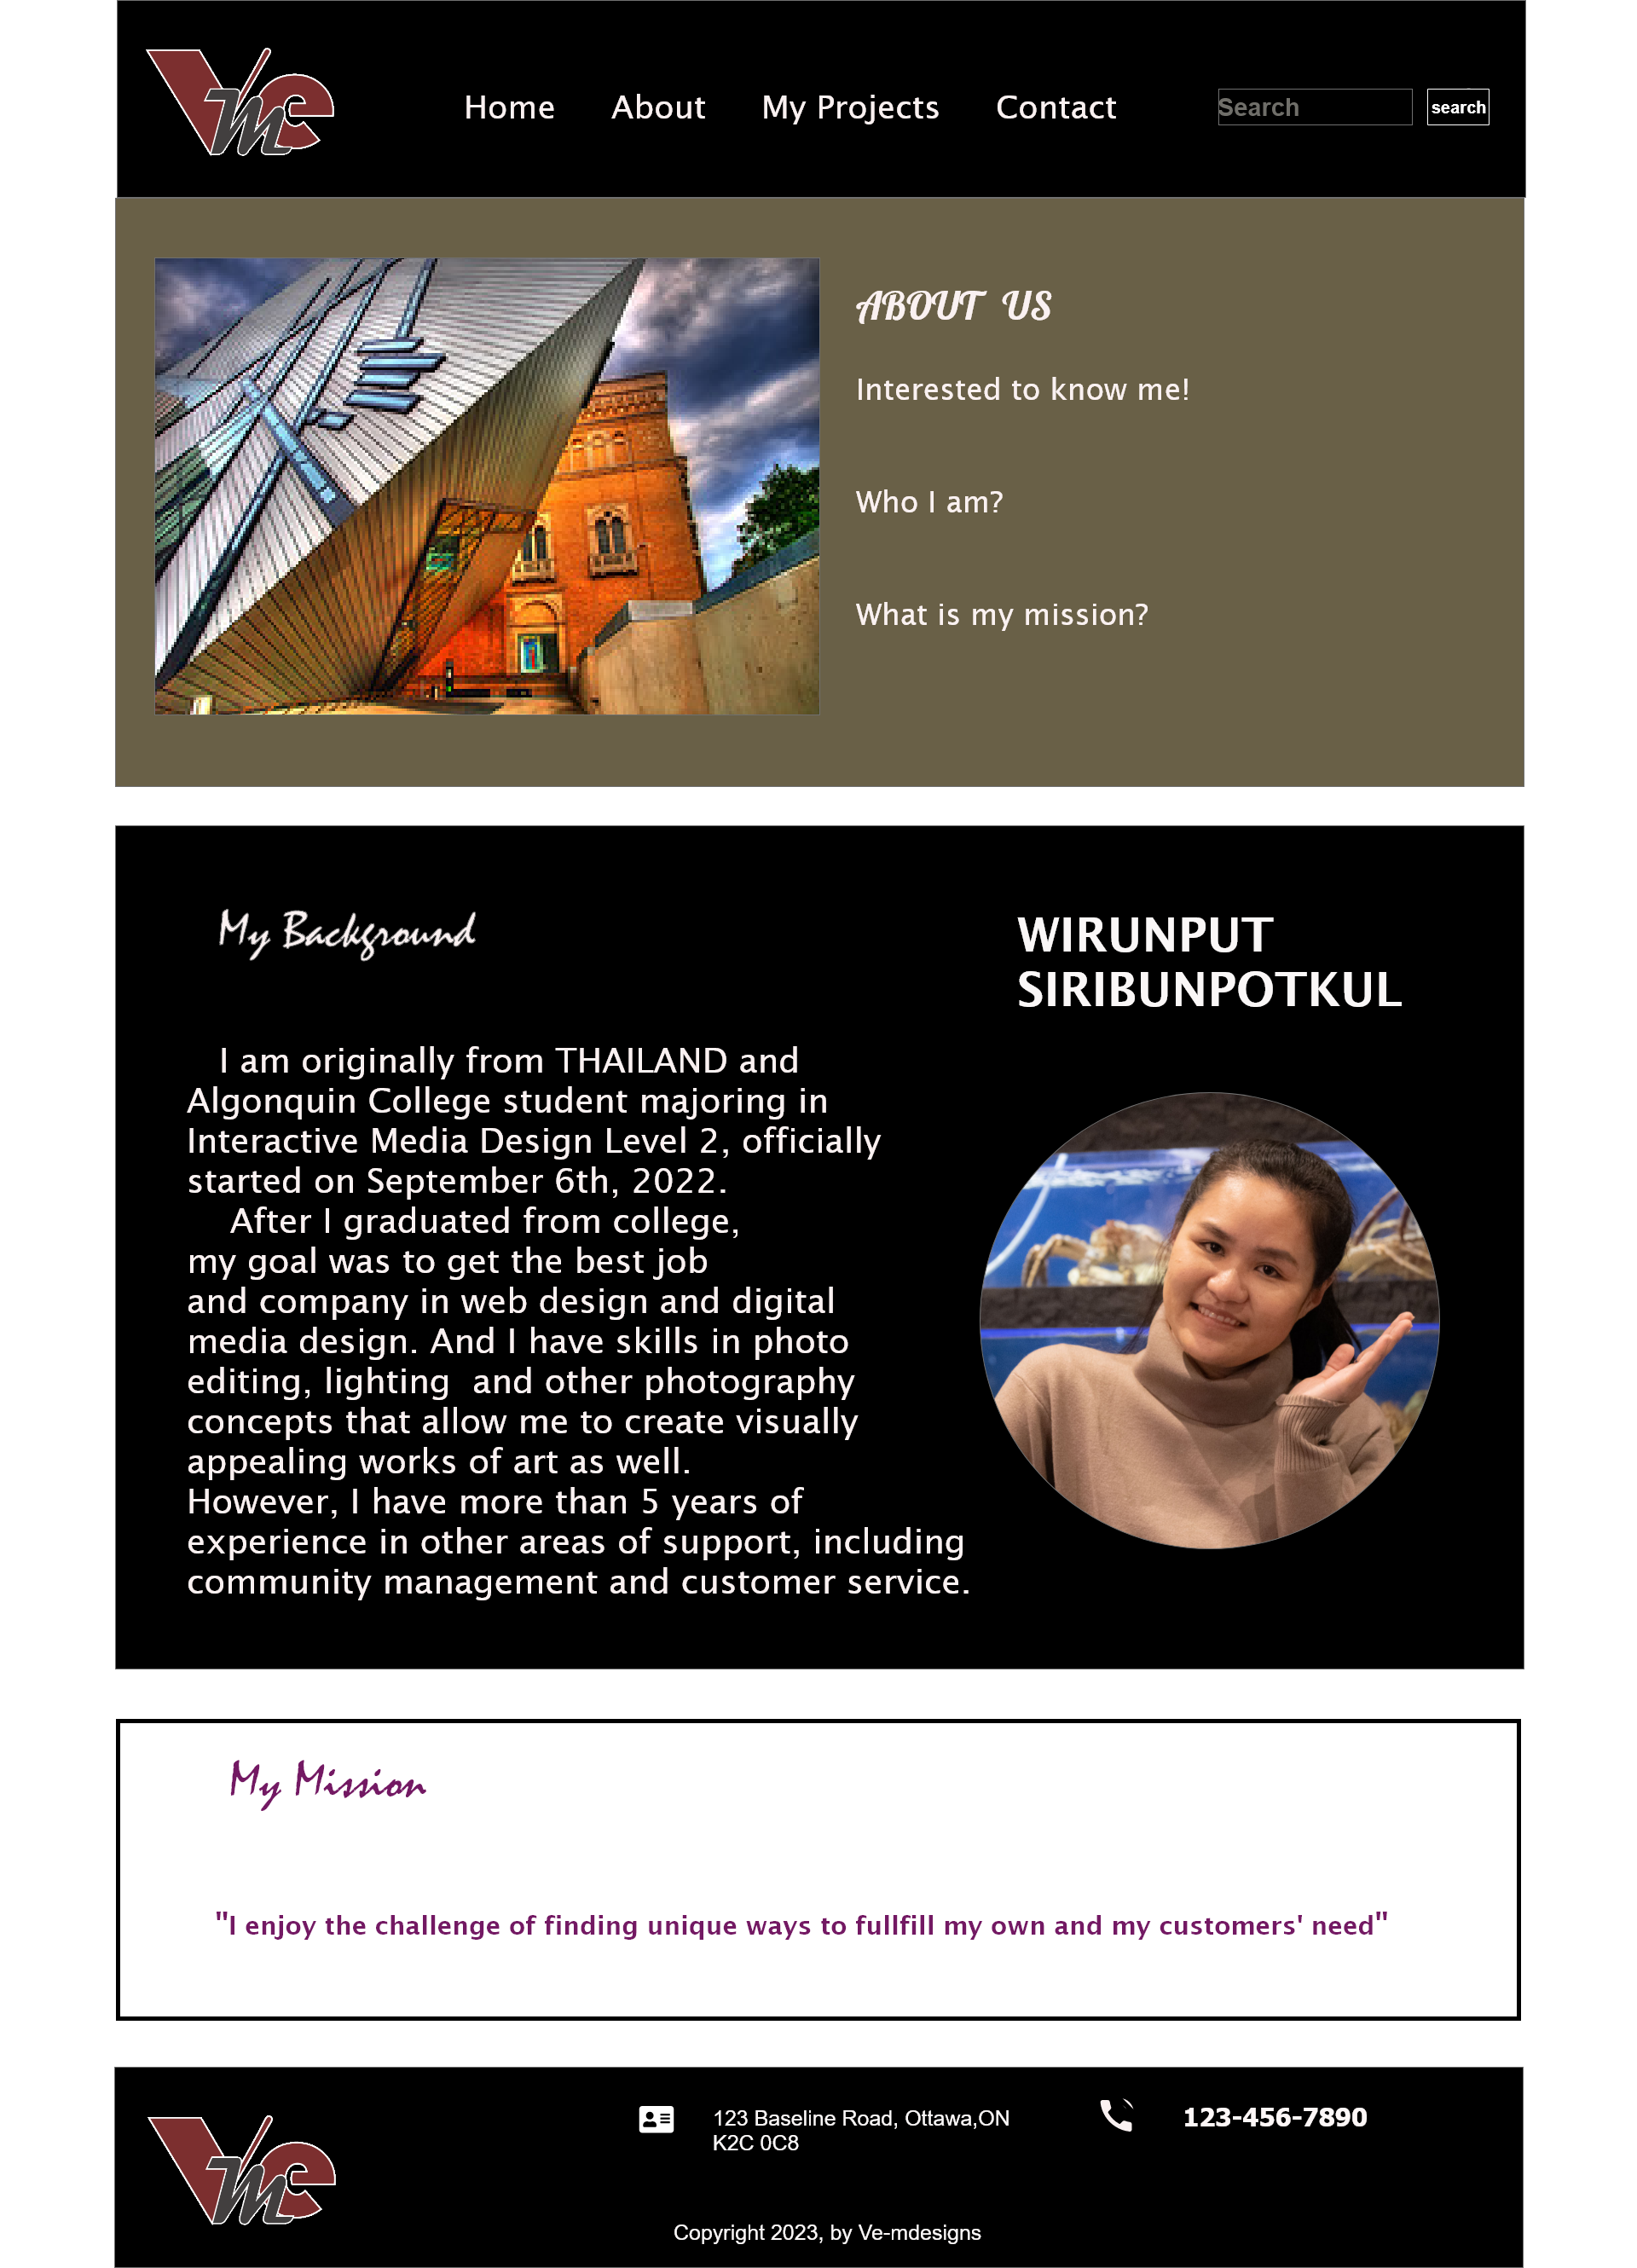 Vme
Home About My Projects Contact Search search
ABOUT US
Interested to know me!
Who I am?
What is my mission?
My Background
WIRUNPUT
SIRIBUNPOTKUL
I am originally from THAILAND and
Algonquin College student majoring in
Interactive Media Design Level 2, officially
started on September 6th, 2022.
After I graduated from college,
my goal was to get the best job
and company in web design and digital
media design. And I have skills in photo
editing, lighting and other photography
concepts that allow me to create visually
appealing works of art as well.
However, I have more than 5 years of
experience in other areas of support, including
community management and customer service.
My Mission
"I enjoy the challenge of finding unique ways to fullfill my own and my customers' need"
Vme
123 Baseline Road, Ottawa,ON
K2C 0C8
123-456-7890
Copyright 2023, by Ve-mdesigns